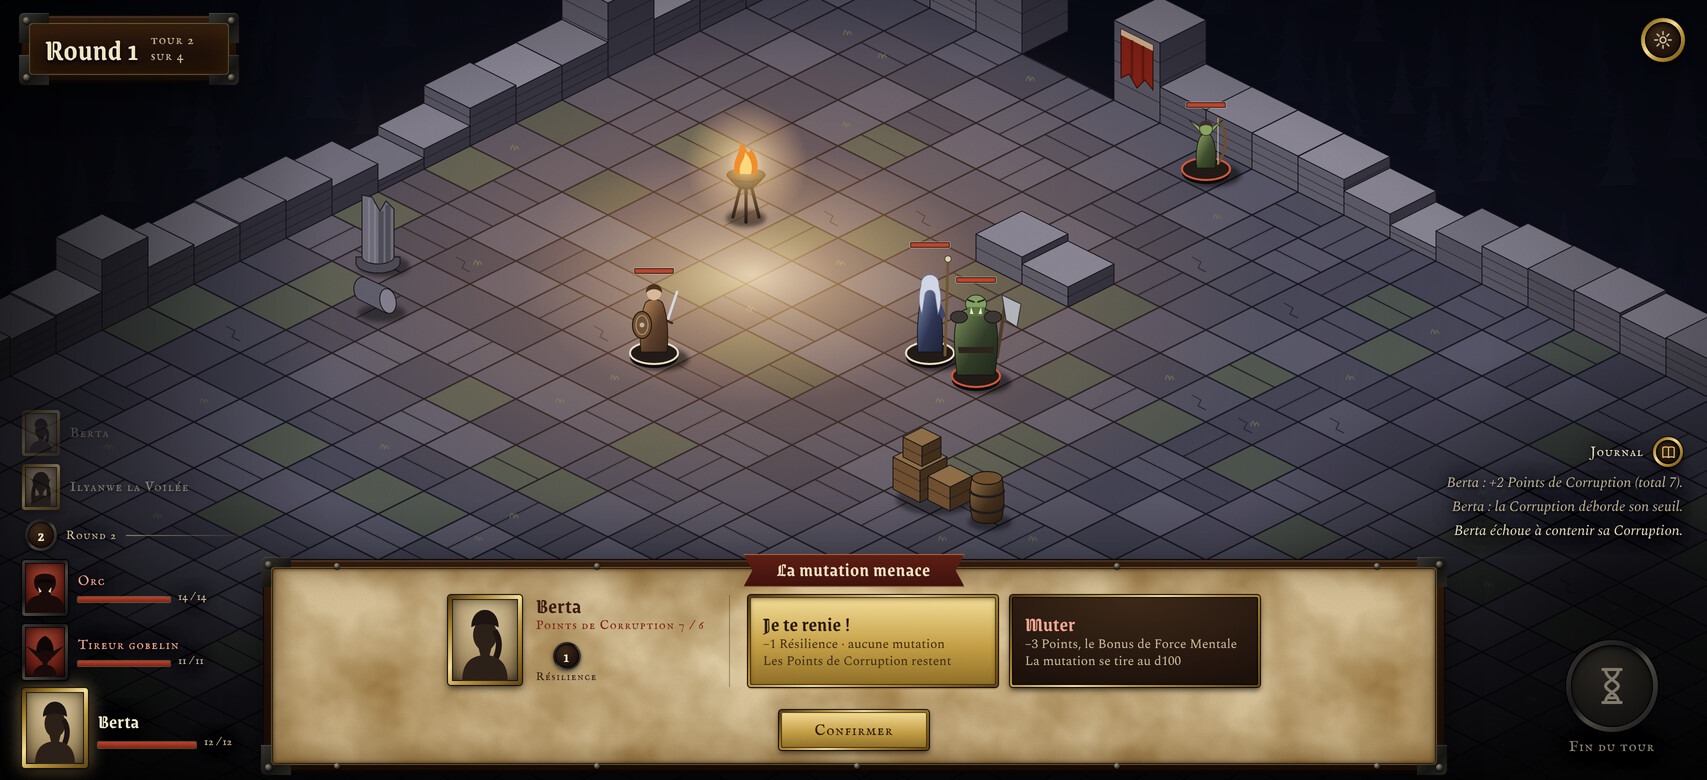 Round 1
TOUR 2
SUR 4
Berta
Ilyanwe la Voilée
2 Round 2
Orc
14/14
Tireur gobelin
11/11
Berta
12/12
Journal
Berta : +2 Points de Corruption (total 7).
Berta : la Corruption déborde son seuil.
Berta échoue à contenir sa Corruption.
La mutation menace
Berta
Points de Corruption 7 / 6
1
Résilience
Je te renie !
–1 Résilience · aucune mutation
Les Points de Corruption restent
Muter
–3 Points, le Bonus de Force Mentale
La mutation se tire au d100
Confirmer
Fin du tour